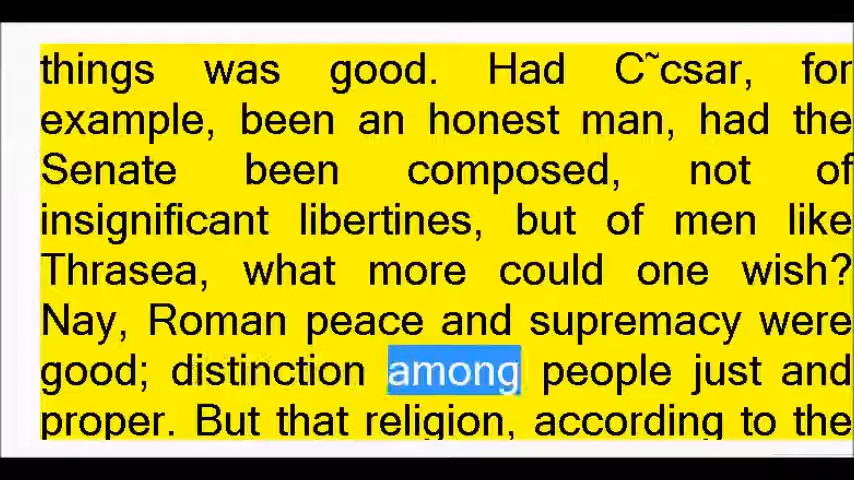 things was good. Had C˜csar, for
example, been an honest man, had the
Senate been composed, not of
insignificant libertines, but of men like
Thrasea, what more could one wish?
Nay, Roman peace and supremacy were
good; distinction among people just and
proper. But that religion, according to the